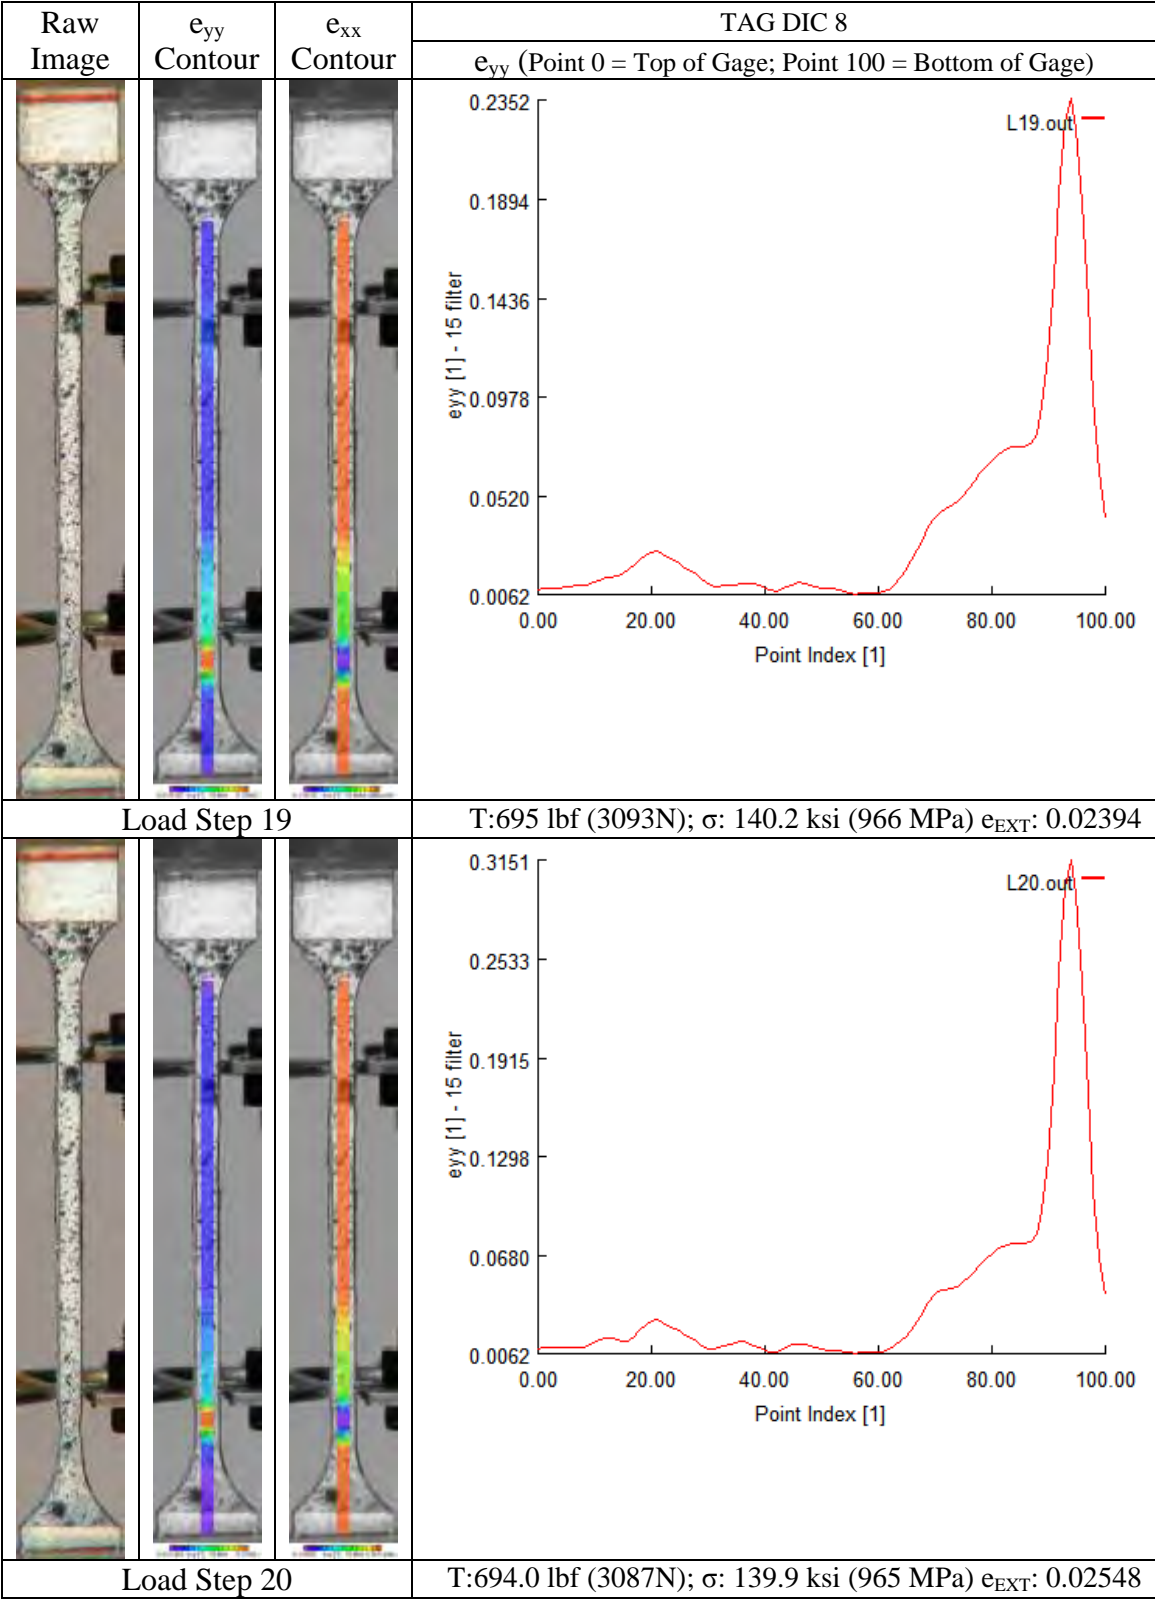 Raw Image
e_yy Contour
e_xx Contour
TAG DIC 8
e_yy (Point 0 = Top of Gage; Point 100 = Bottom of Gage)
0.2352
0.1894
0.1436
0.0978
0.0520
0.0062
eyy [1] - 15 filter
L19.out
0.00 20.00 40.00 60.00 80.00 100.00
Point Index [1]
Load Step 19
T:695 lbf (3093N); σ: 140.2 ksi (966 MPa) e_EXT: 0.02394
0.3151
0.2533
0.1915
0.1298
0.0680
0.0062
eyy [1] - 15 filter
L20.out
0.00 20.00 40.00 60.00 80.00 100.00
Point Index [1]
Load Step 20
T:694.0 lbf (3087N); σ: 139.9 ksi (965 MPa) e_EXT: 0.02548